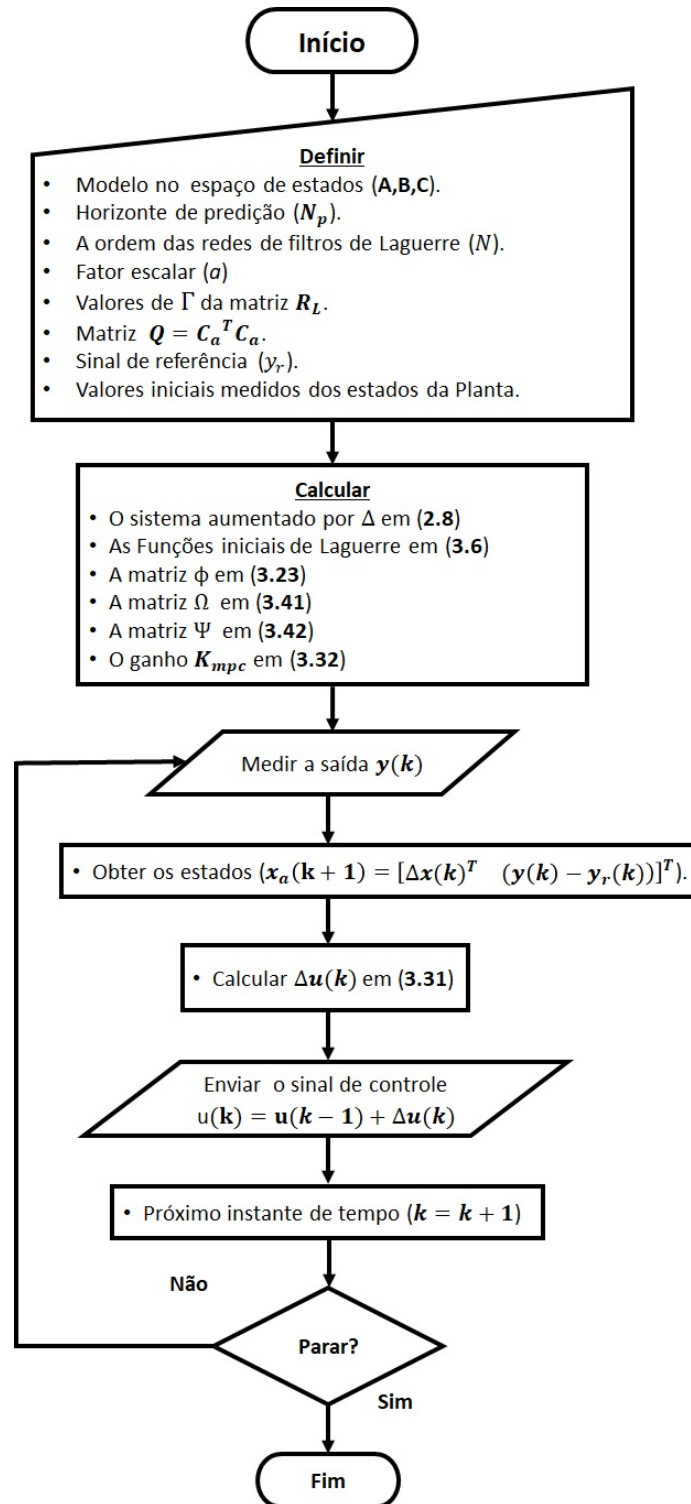 Início
Definir
• Modelo no espaço de estados (A,B,C).
• Horizonte de predição (Nₚ).
• A ordem das redes de filtros de Laguerre (N).
• Fator escalar (a)
• Valores de Γ da matriz R_L.
• Matriz Q = Cₐᵀ Cₐ.
• Sinal de referência (yᵣ).
• Valores iniciais medidos dos estados da Planta.
Calcular
• O sistema aumentado por Δ em (2.8)
• As Funções iniciais de Laguerre em (3.6)
• A matriz ϕ em (3.23)
• A matriz Ω em (3.41)
• A matriz Ψ em (3.42)
• O ganho K_mpc em (3.32)
Medir a saída y(k)
• Obter os estados (xₐ(k + 1) = [Δx(k)ᵀ (y(k) − yᵣ(k))]ᵀ).
• Calcular Δu(k) em (3.31)
Enviar o sinal de controle
u(k) = u(k − 1) + Δu(k)
• Próximo instante de tempo (k = k + 1)
Não
Parar?
Sim
Fim